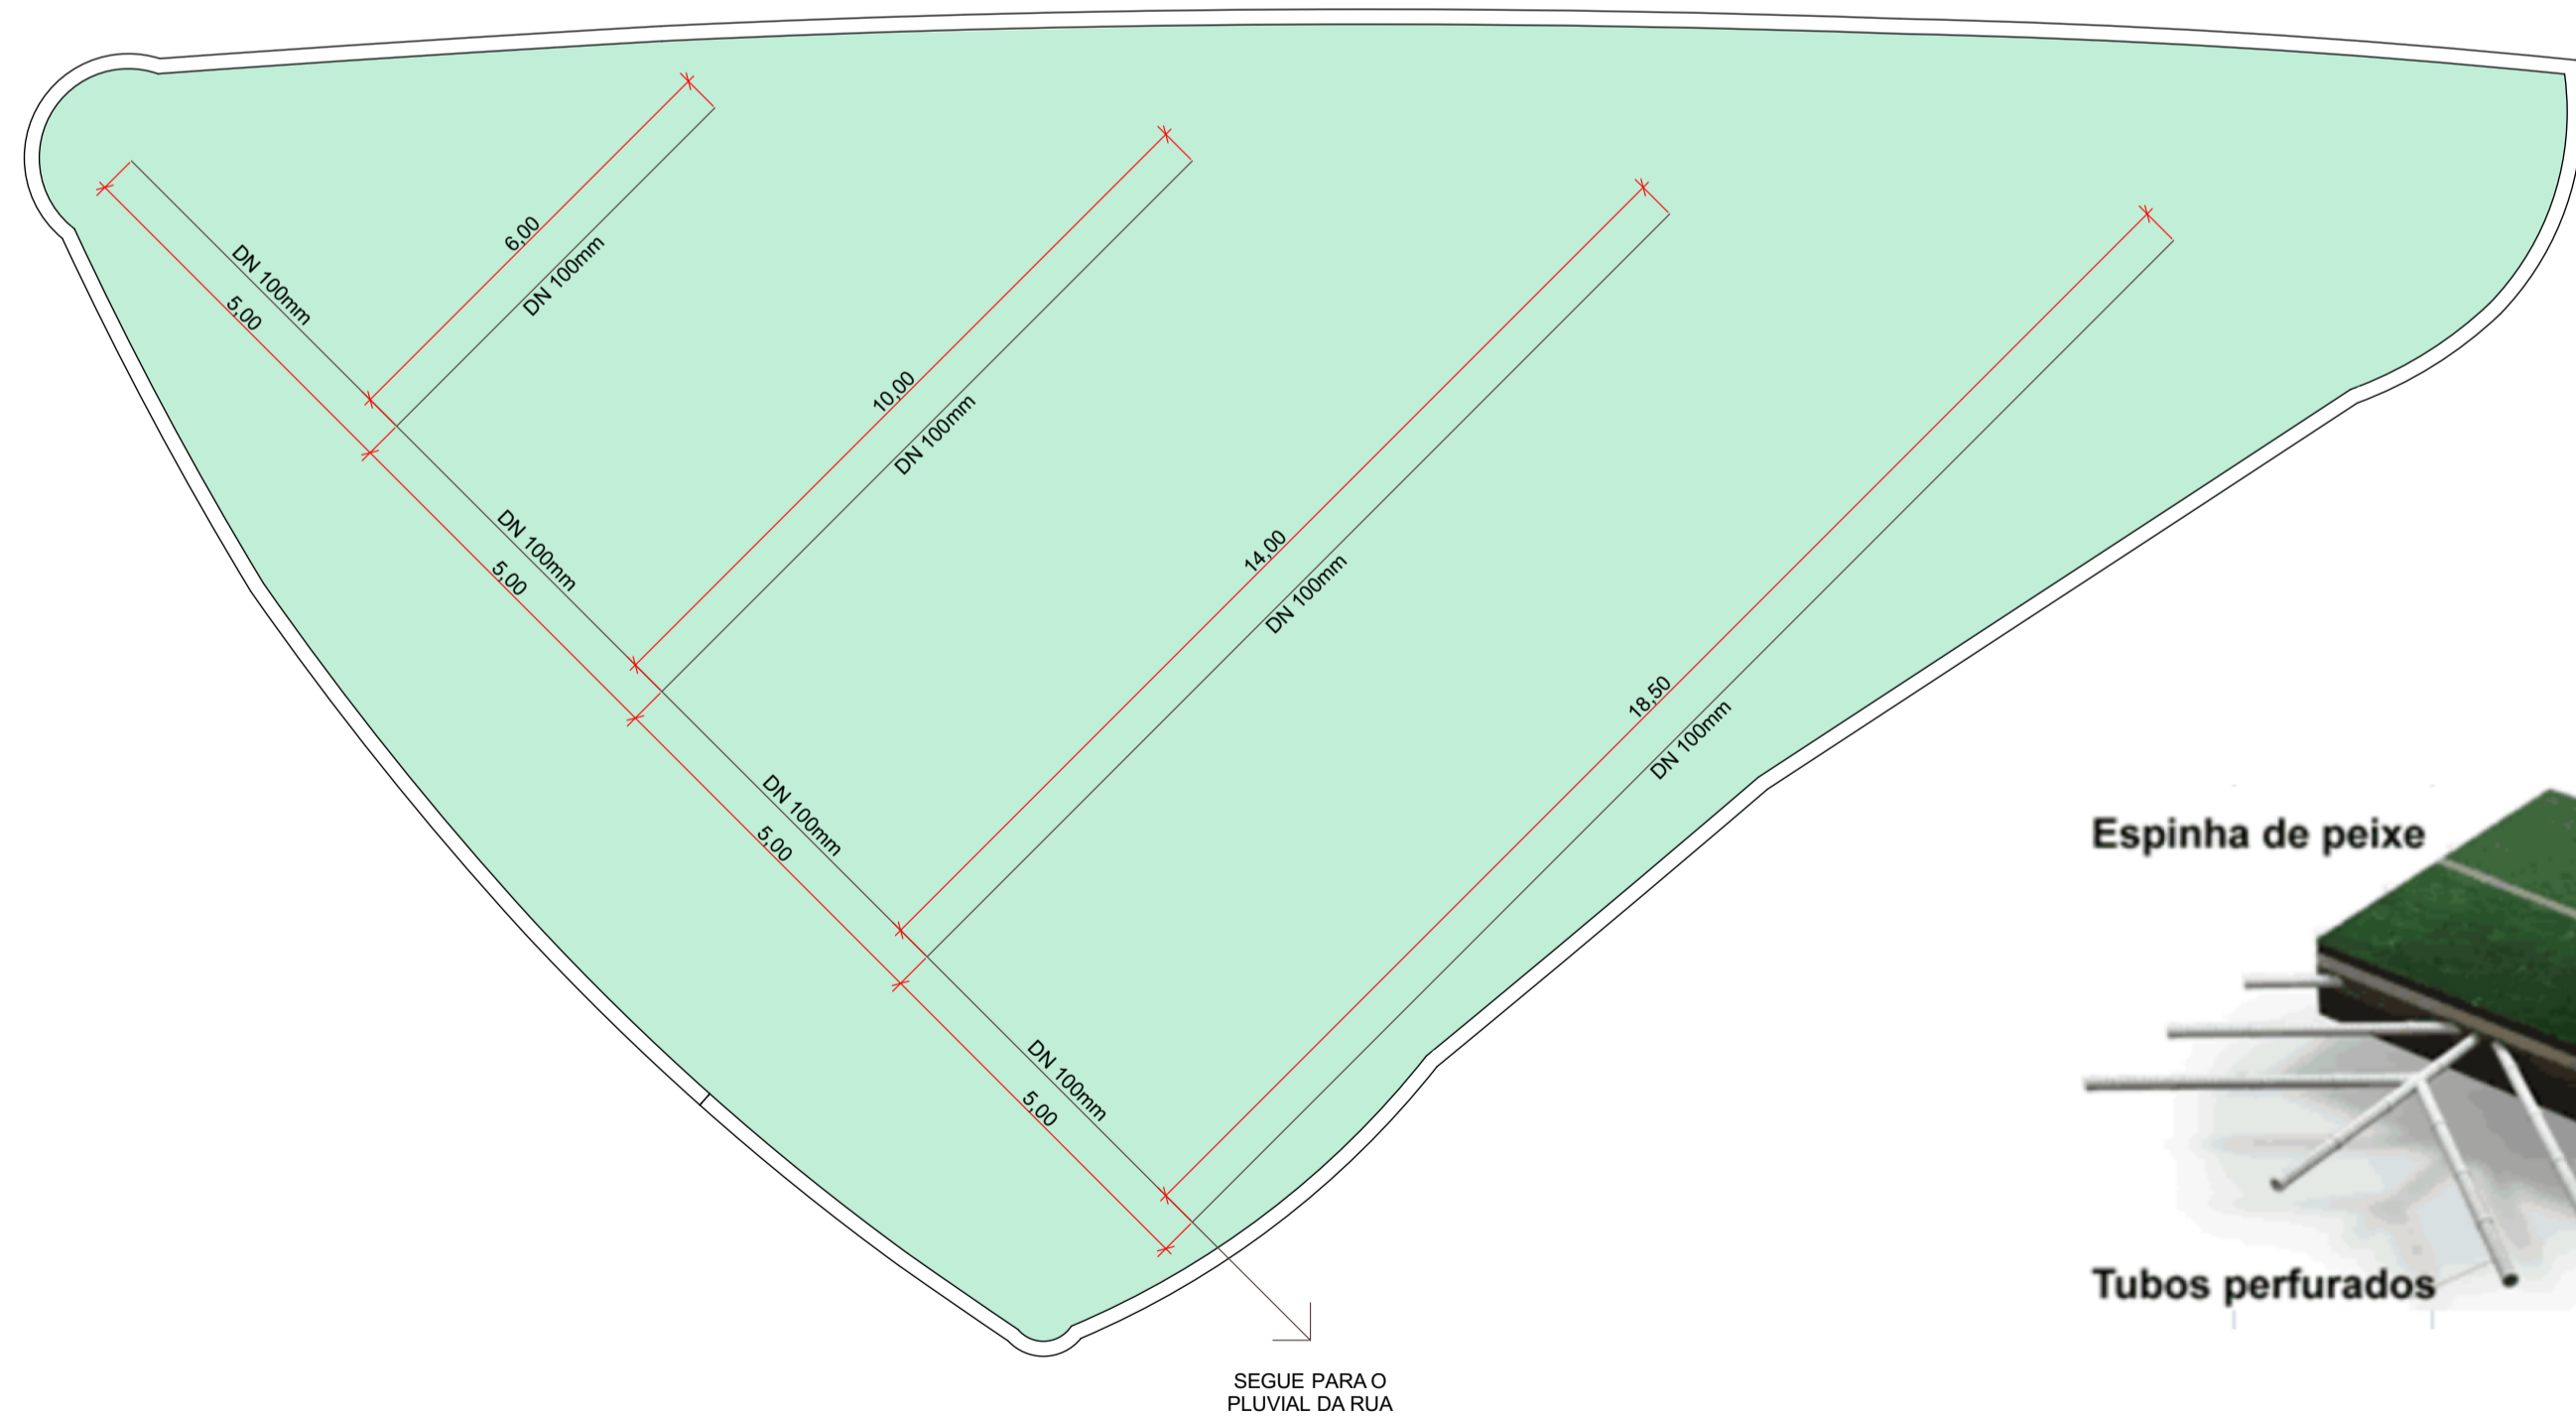 6,00
DN 100mm
DN 100mm
5,00
10,00
DN 100mm
DN 100mm
5,00
14,00
DN 100mm
18,50
DN 100mm
DN 100mm
5,00
DN 100mm
5,00
Espinha de peixe
Tubos perfurados
SEGUE PARA O
PLUVIAL DA RUA